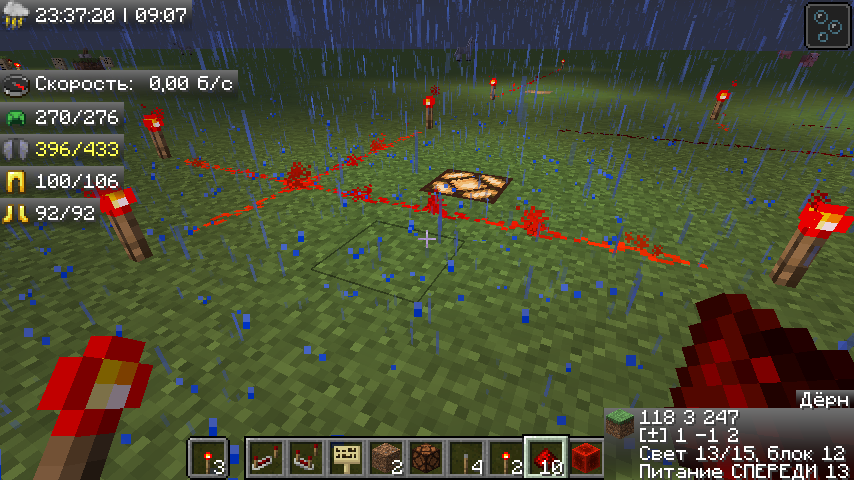 23:37:20 | 09:07
Скорость: 0,00 б/с
270/276
396/433
100/106
92/92
Дёрн
118 3 247
[±] 1 -1 2
Свет 13/15, блок 12
Питание СПЕРЕДИ 13
3
2
4
2
10